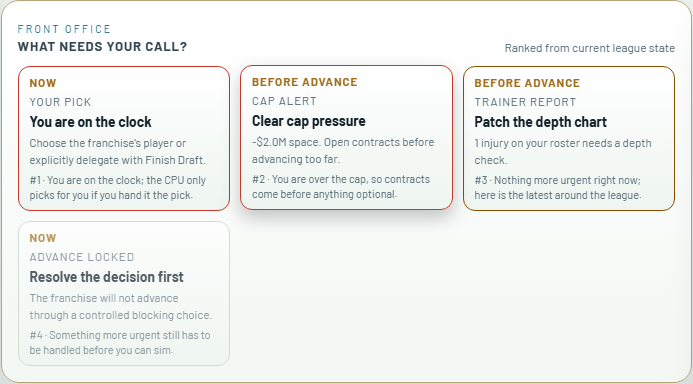 FRONT OFFICE
WHAT NEEDS YOUR CALL?
Ranked from current league state
NOW
YOUR PICK
You are on the clock
Choose the franchise's player or
explicitly delegate with Finish Draft.
#1 · You are on the clock; the CPU only
picks for you if you hand it the pick.
BEFORE ADVANCE
CAP ALERT
Clear cap pressure
-$2.0M space. Open contracts before
advancing too far.
#2 · You are over the cap, so contracts
come before anything optional.
BEFORE ADVANCE
TRAINER REPORT
Patch the depth chart
1 injury on your roster needs a depth
check.
#3 · Nothing more urgent right now;
here is the latest around the league.
NOW
ADVANCE LOCKED
Resolve the decision first
The franchise will not advance
through a controlled blocking choice.
#4 · Something more urgent still has to
be handled before you can sim.